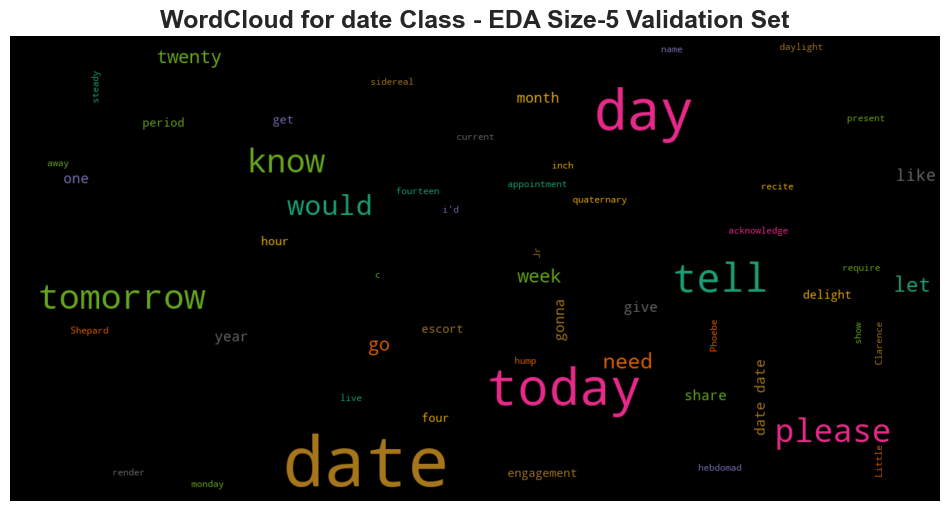 WordCloud for date Class - EDA Size-5 Validation Set
name
daylight
twenty
sidereal
steady
month
day
present
period
get
current
know
away
one
inch
like
fourteen
appointment
recite
would
quaternary
i'd
acknowledge
hour
Jr
c
week
tell
require
let
tomorrow
delight
gonna
give
Shepard
year
go
escort
Phoebe
show
Clarence
hump
need
today
date date
live
share
four
please
date
Little
render
monday
engagement
hebdomad